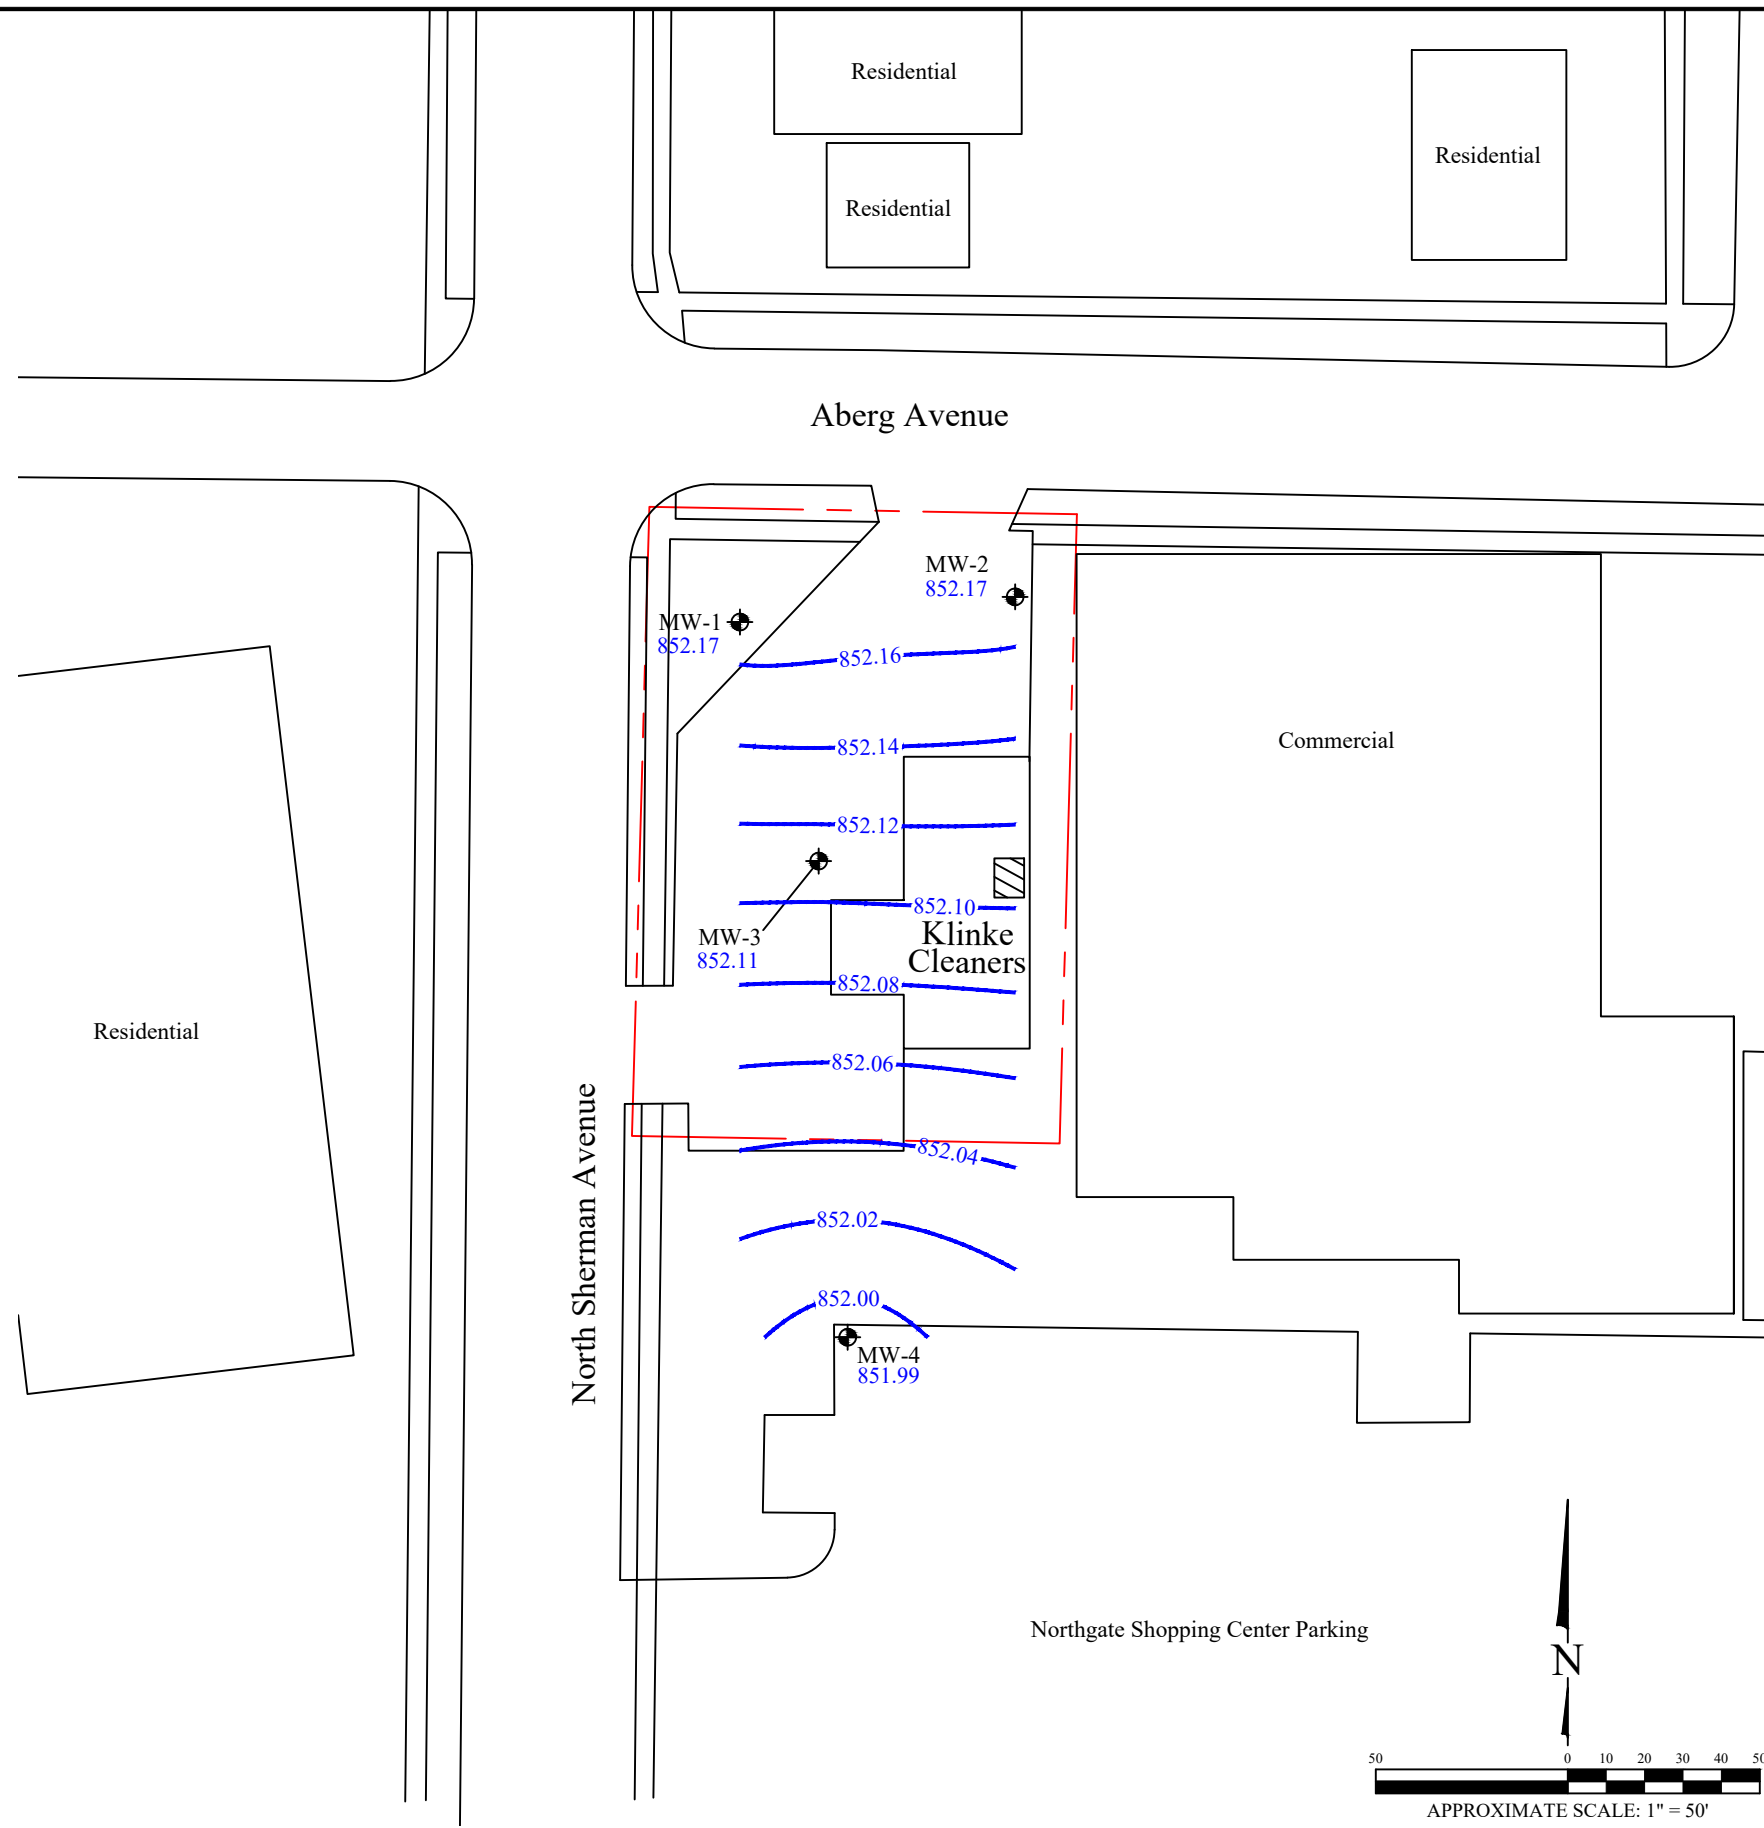 Residential
Residential
Residential
Aberg Avenue
MW-2
852.17
MW-1
852.17
852.16
852.14
Commercial
852.12
852.10
Klinke
Cleaners
MW-3
852.11
852.08
Residential
852.06
North Sherman Avenue
852.04
852.02
852.00
MW-4
851.99
Northgate Shopping Center Parking
N
50 0 10 20 30 40 50
APPROXIMATE SCALE: 1" = 50'